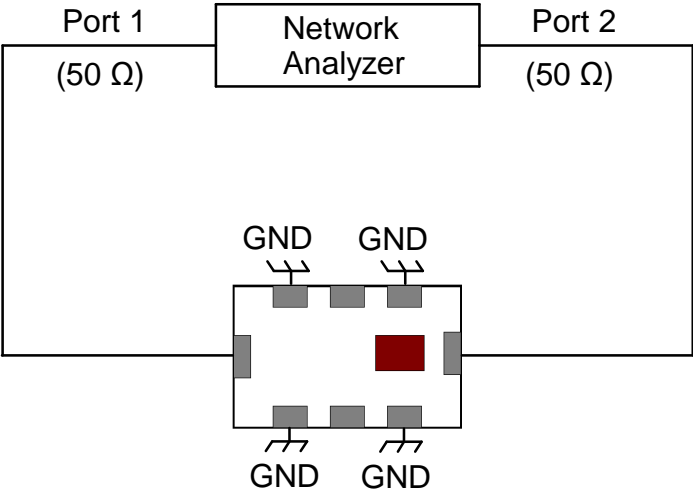 Port 1
Network
Analyzer
Port 2
(50 Ω)
(50 Ω)
GND
GND
GND
GND